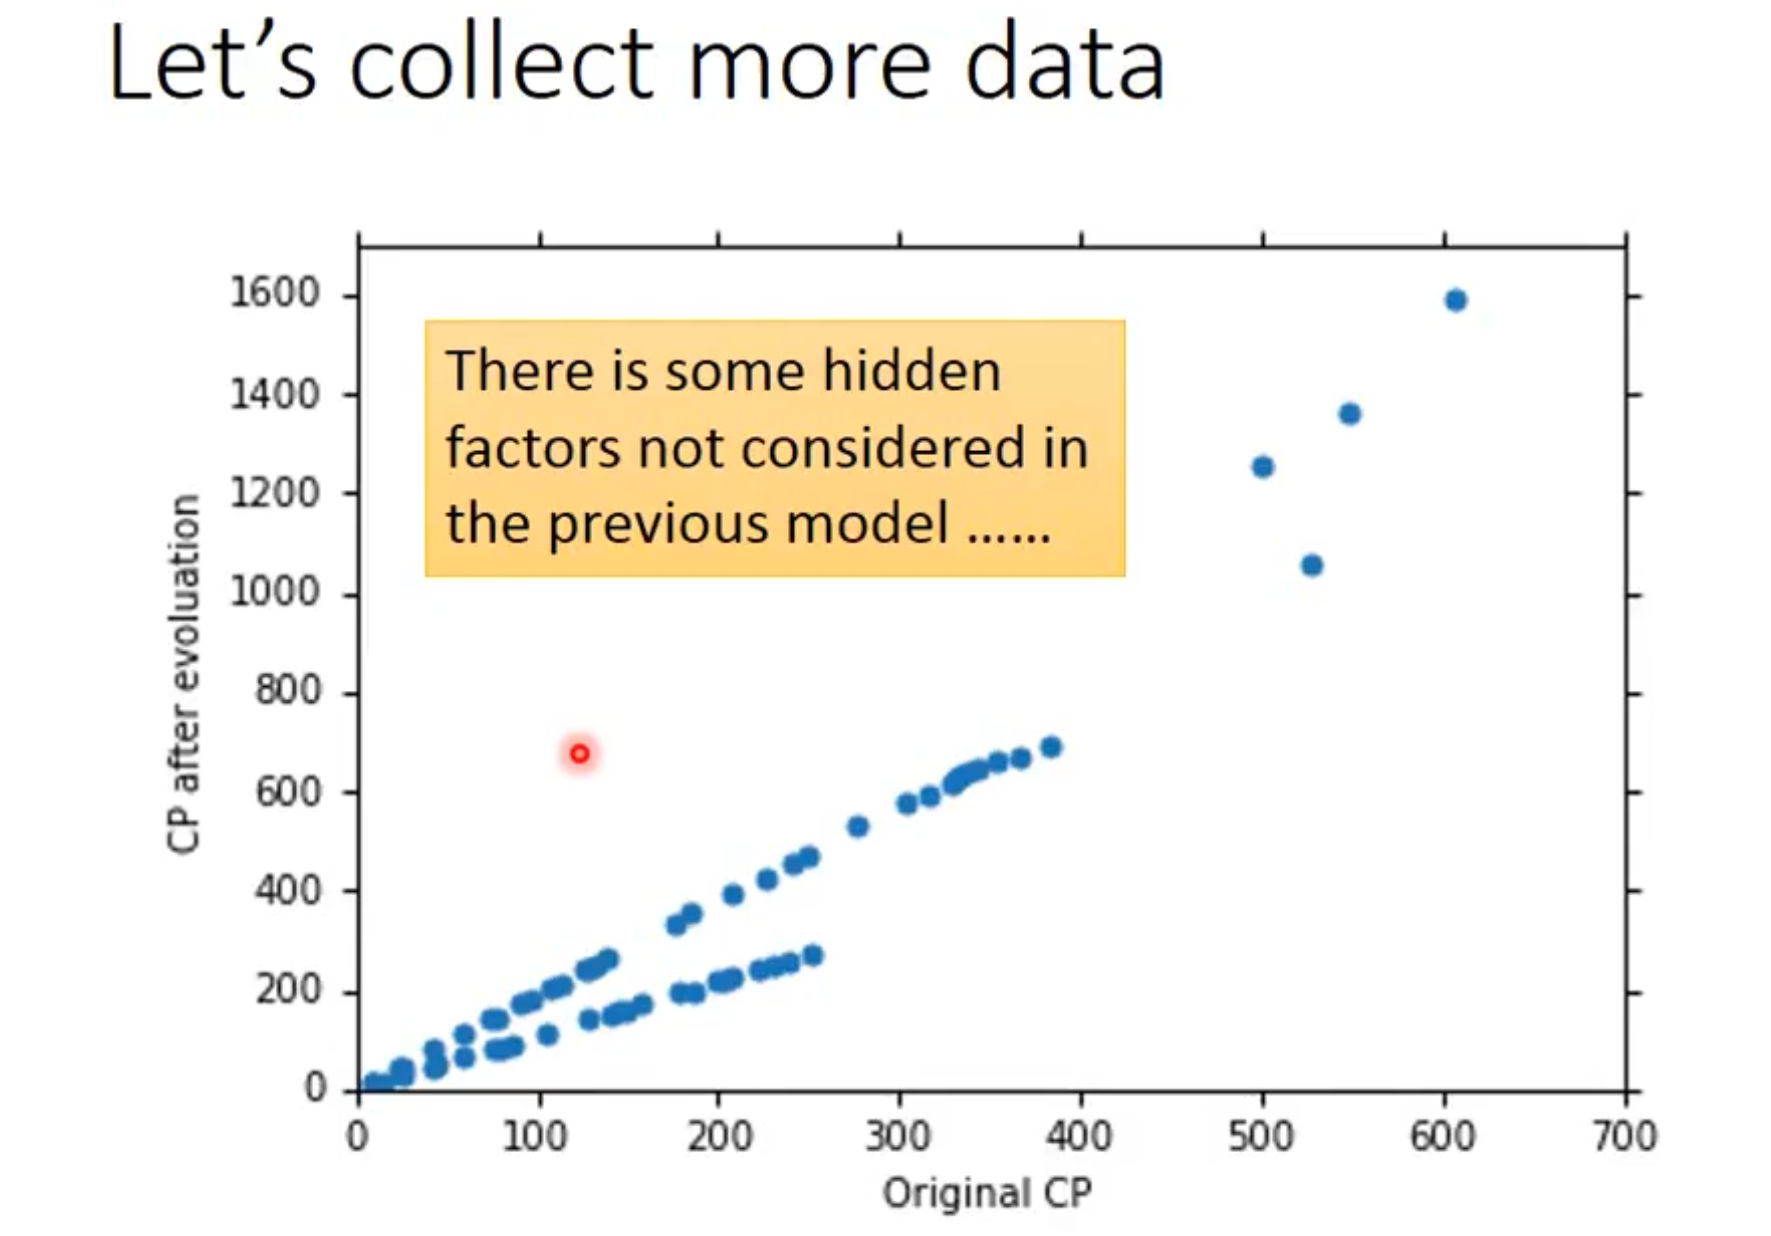 Let's collect more data
There is some hidden
factors not considered in
the previous model ……
1600
1400
1200
1000
800
600
400
200
0
CP after evoluation
0 100 200 300 400 500 600 700
Original CP